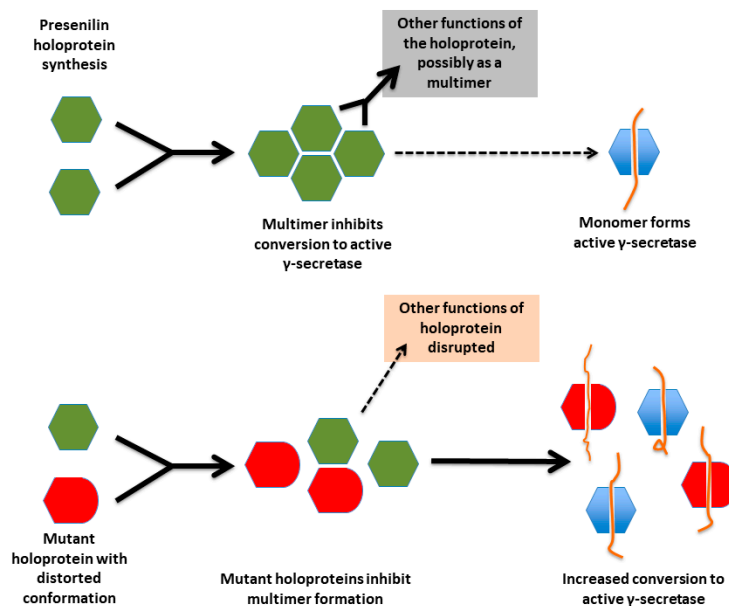 Presenilin
holoprotein
synthesis
Other functions of
the holoprotein,
possibly as a
multimer
Multimer inhibits
conversion to active
γ-secretase
Monomer forms
active γ-secretase
Other functions of
holoprotein
disrupted
Mutant
holoprotein with
distorted
conformation
Mutant holoproteins inhibit
multimer formation
Increased conversion to
active γ-secretase